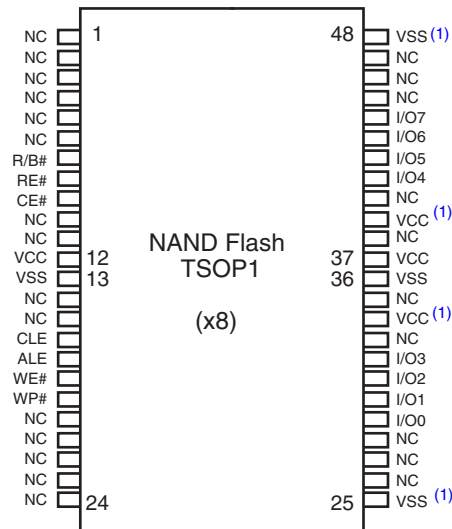 NC 1 48 VSS (1)
NC NC
NC NC
NC NC
NC I/O7
NC I/O6
R/B# I/O5
RE# I/O4
CE# NC
NC VCC (1)
NC NC
VCC 12 NAND Flash 37 VCC
VSS 13 TSOP1 36 VSS
NC NC
NC (x8) VCC (1)
CLE NC
ALE I/O3
WE# I/O2
WP# I/O1
NC I/O0
NC NC
NC NC
NC NC
NC 24 25 VSS (1)